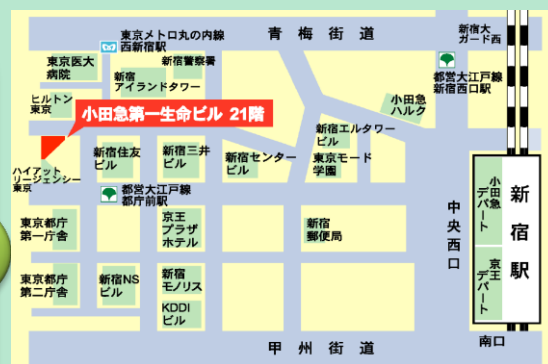 東京メトロ丸の内線
西新宿駅
青梅街道
新宿大
ガード西
東京医大
病院
新宿
アイランドタワー
新宿警察署
都営大江戸線
新宿西口駅
ヒルトン
東京
小田急第一生命ビル 21階
小田急
ハルク
ハイアット
リージェンシー
東京
新宿住友
ビル
新宿三井
ビル
新宿センター
ビル
新宿エルタワー
ビル
東京モード
学園
都営大江戸線
都庁前駅
小田急
デパート
新宿駅
東京都庁
第一庁舎
京王
プラザ
ホテル
新宿
郵便局
中央西口
京王
デパート
東京都庁
第二庁舎
新宿NS
ビル
新宿
モノリス
KDDI
ビル
甲州街道
南口